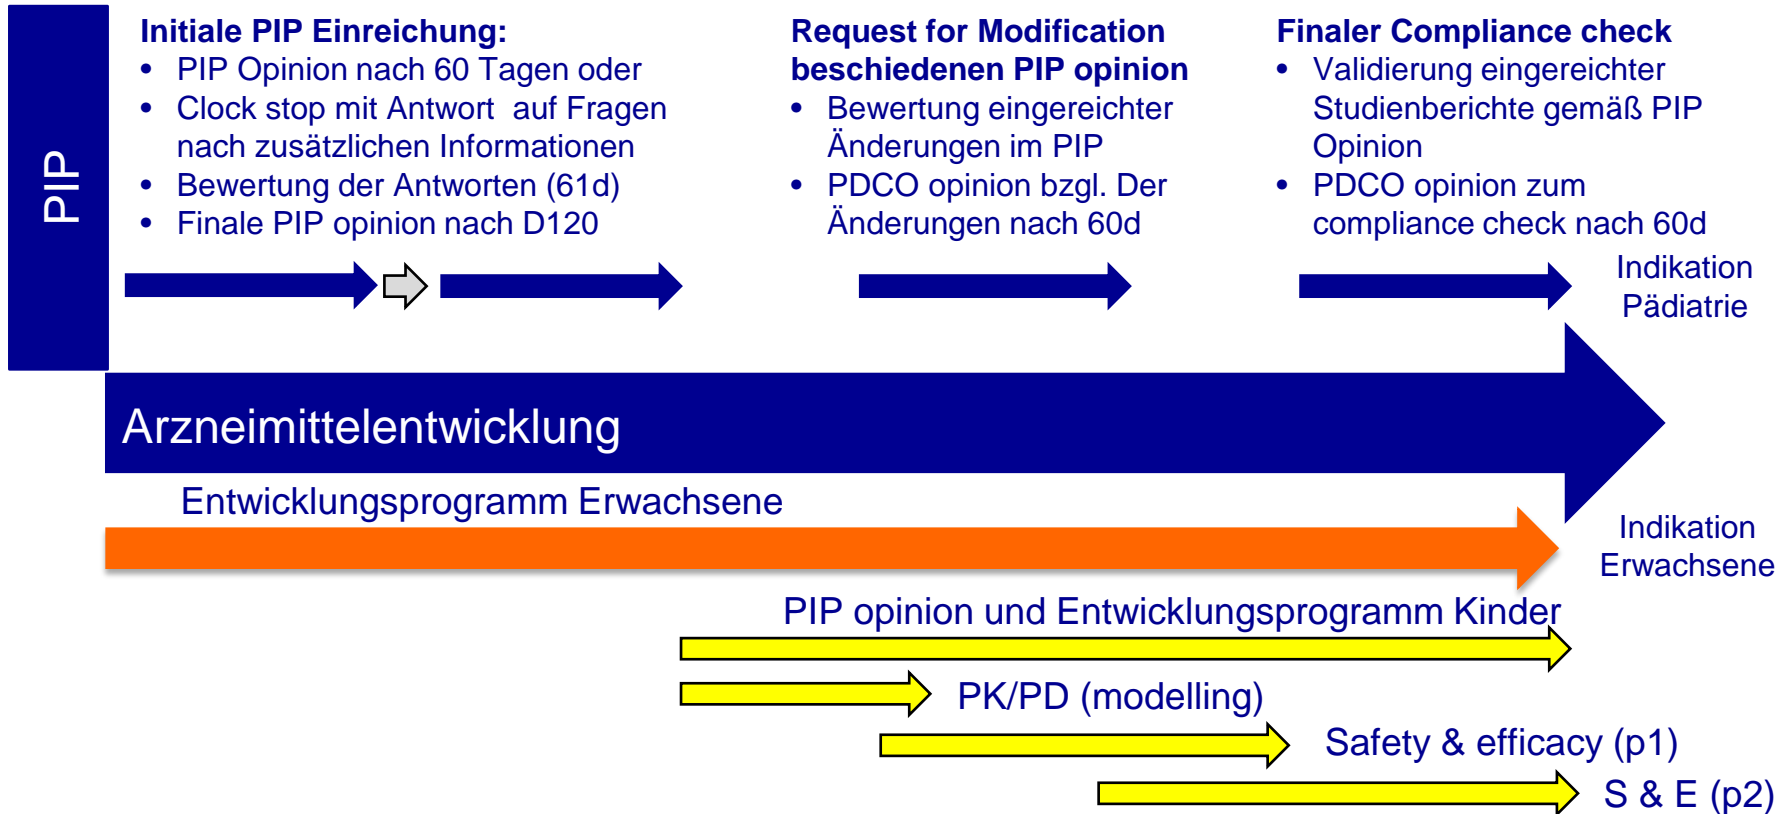 PIP
Initiale PIP Einreichung:
• PIP Opinion nach 60 Tagen oder
• Clock stop mit Antwort auf Fragen
nach zusätzlichen Informationen
• Bewertung der Antworten (61d)
• Finale PIP opinion nach D120
Request for Modification
beschiedenen PIP opinion
• Bewertung eingereichter
Änderungen im PIP
• PDCO opinion bzgl. Der
Änderungen nach 60d
Finaler Compliance check
• Validierung eingereichter
Studienberichte gemäß PIP
Opinion
• PDCO opinion zum
compliance check nach 60d
Indikation
Pädiatrie
Arzneimittelentwicklung
Entwicklungsprogramm Erwachsene
Indikation
Erwachsene
PIP opinion und Entwicklungsprogramm Kinder
PK/PD (modelling)
Safety & efficacy (p1)
S & E (p2)